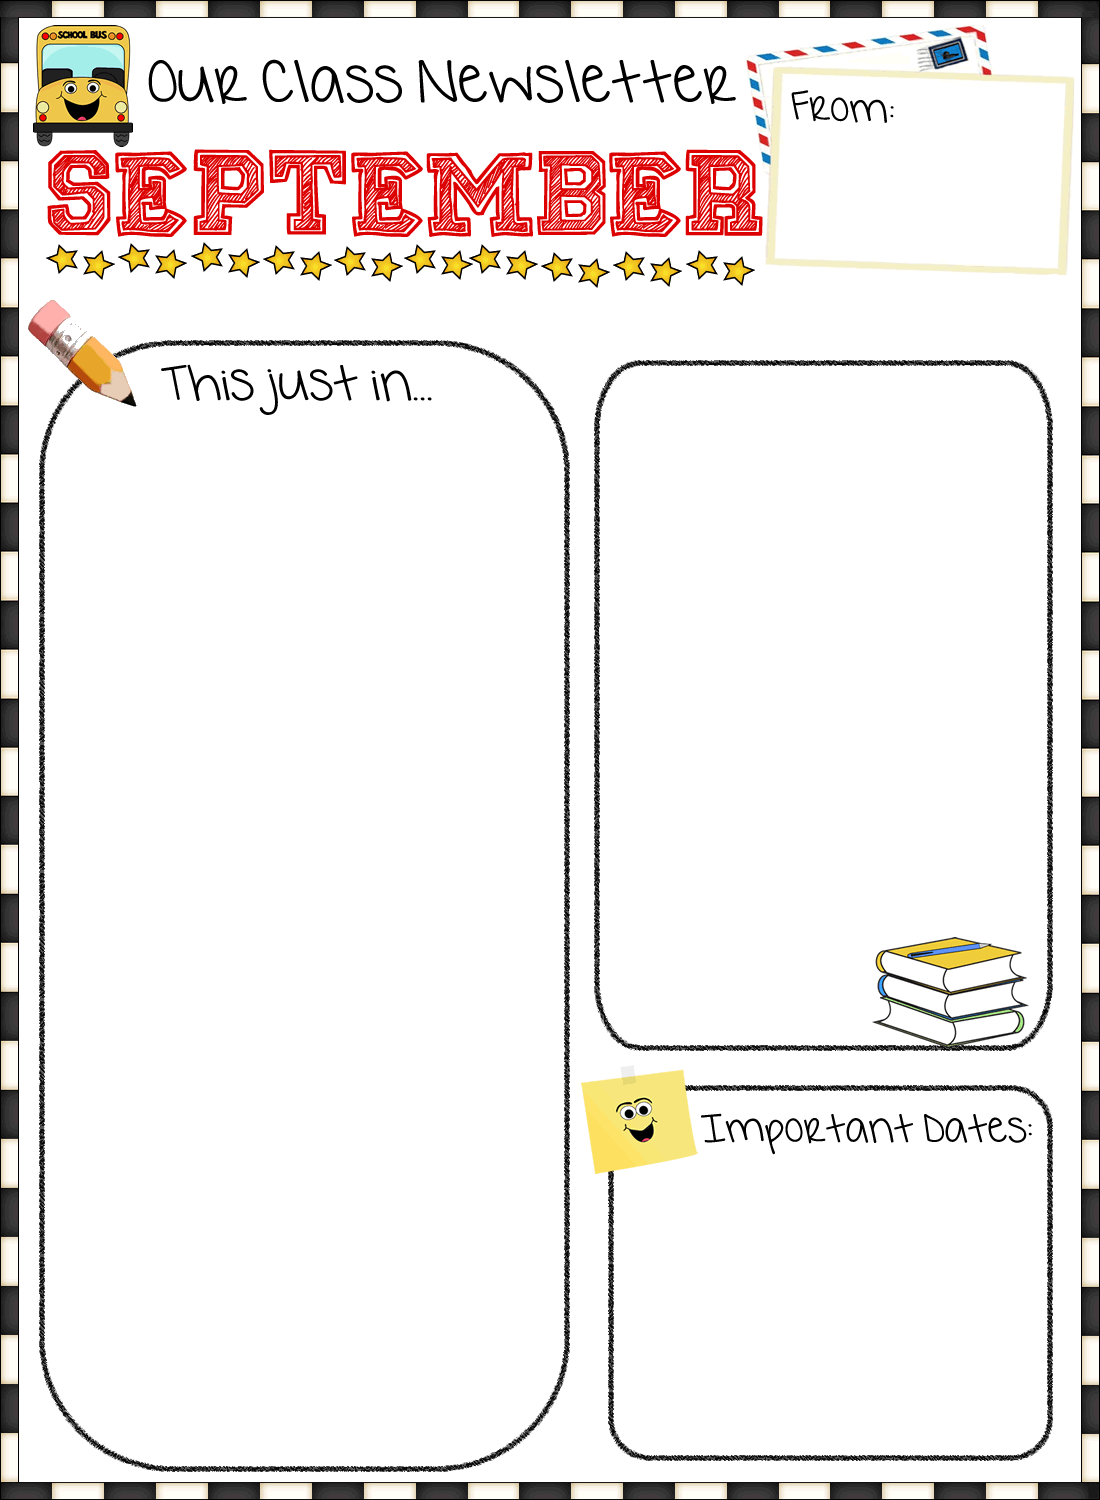 SCHOOL BUS
Our Class Newsletter
From:
SEPTEMBER
This just in...
Important Dates: